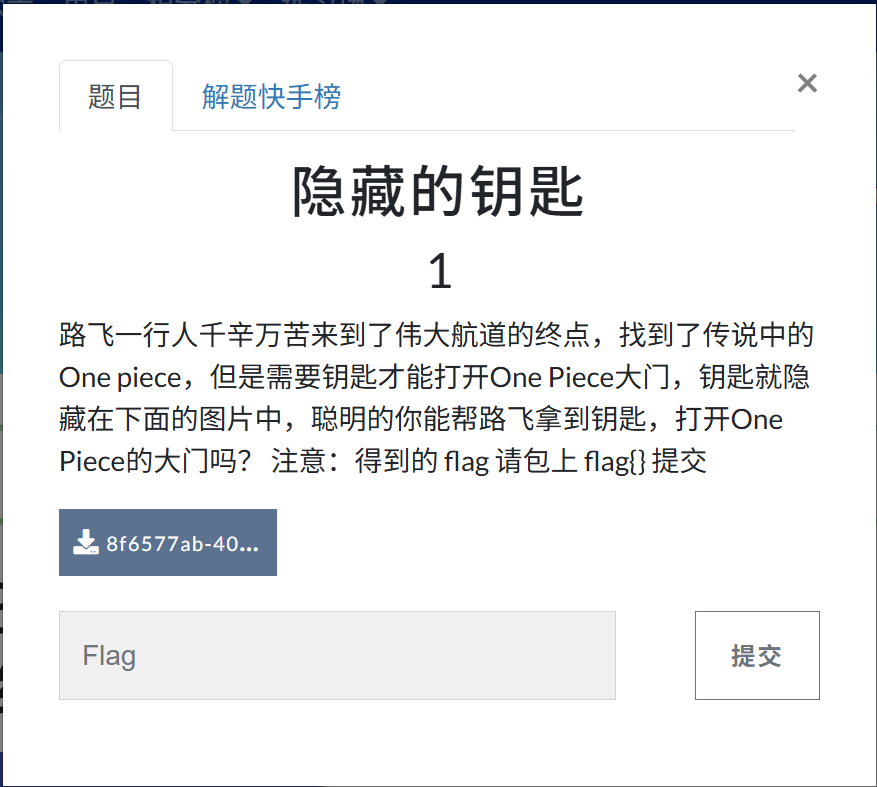 题目 解题快手榜 ×
隐藏的钥匙
1
路飞一行人千辛万苦来到了伟大航道的终点，找到了传说中的
One piece，但是需要钥匙才能打开One Piece大门，钥匙就隐
藏在下面的图片中，聪明的你能帮路飞拿到钥匙，打开One
Piece的大门吗？ 注意：得到的 flag 请包上 flag{} 提交
8f6577ab-40...
Flag 提交